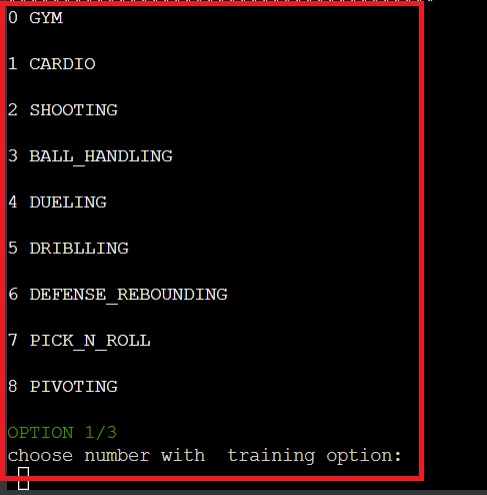 0 GYM
1 CARDIO
2 SHOOTING
3 BALL_HANDLING
4 DUELING
5 DRIBLLING
6 DEFENSE_REBOUNDING
7 PICK_N_ROLL
8 PIVOTING
OPTION 1/3
choose number with  training option: